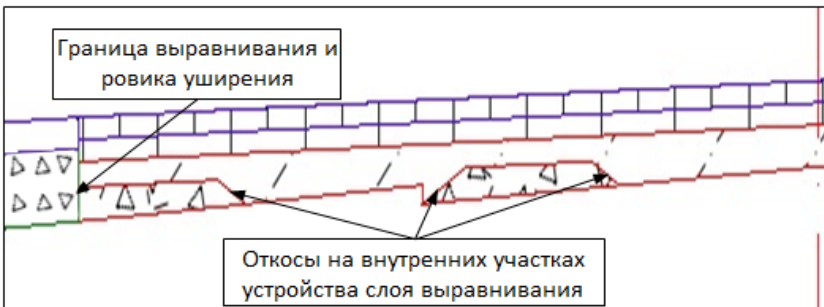 Граница выравнивания и
ровика уширения
Откосы на внутренних участках
устройства слоя выравнивания